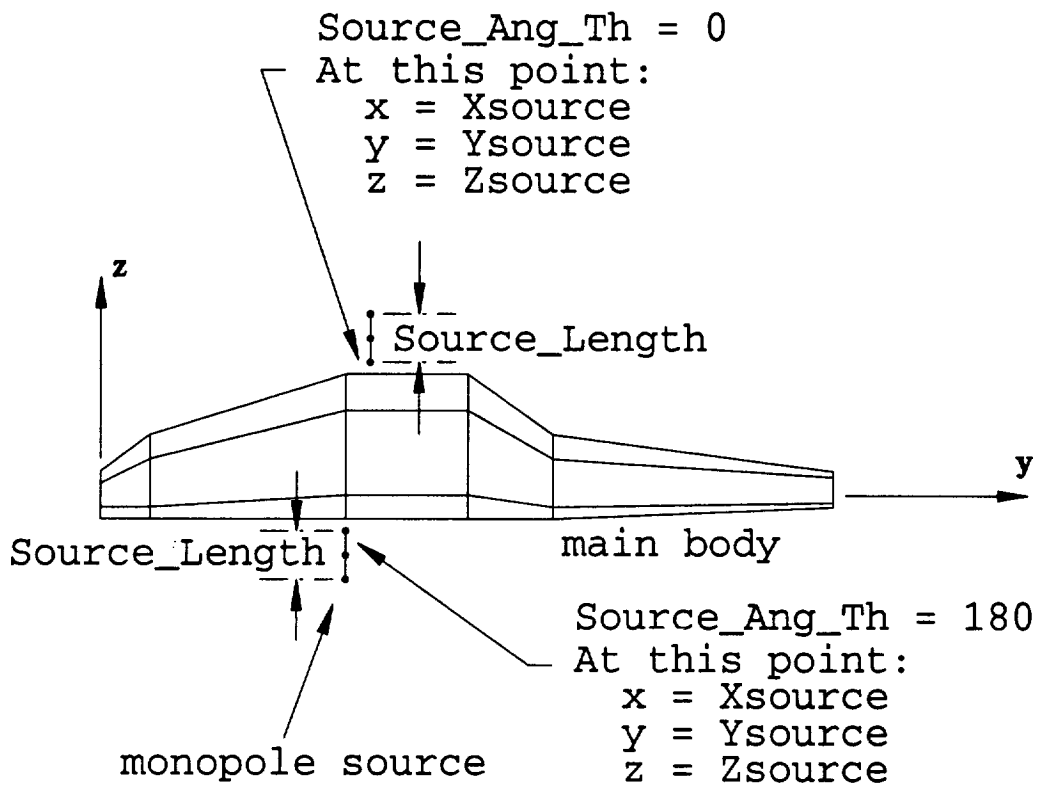 Source_Ang_Th = 0
At this point:
x = Xsource
y = Ysource
z = Zsource
z
Source_Length
y
Source_Length
main body
Source_Ang_Th = 180
At this point:
x = Xsource
y = Ysource
z = Zsource
monopole source